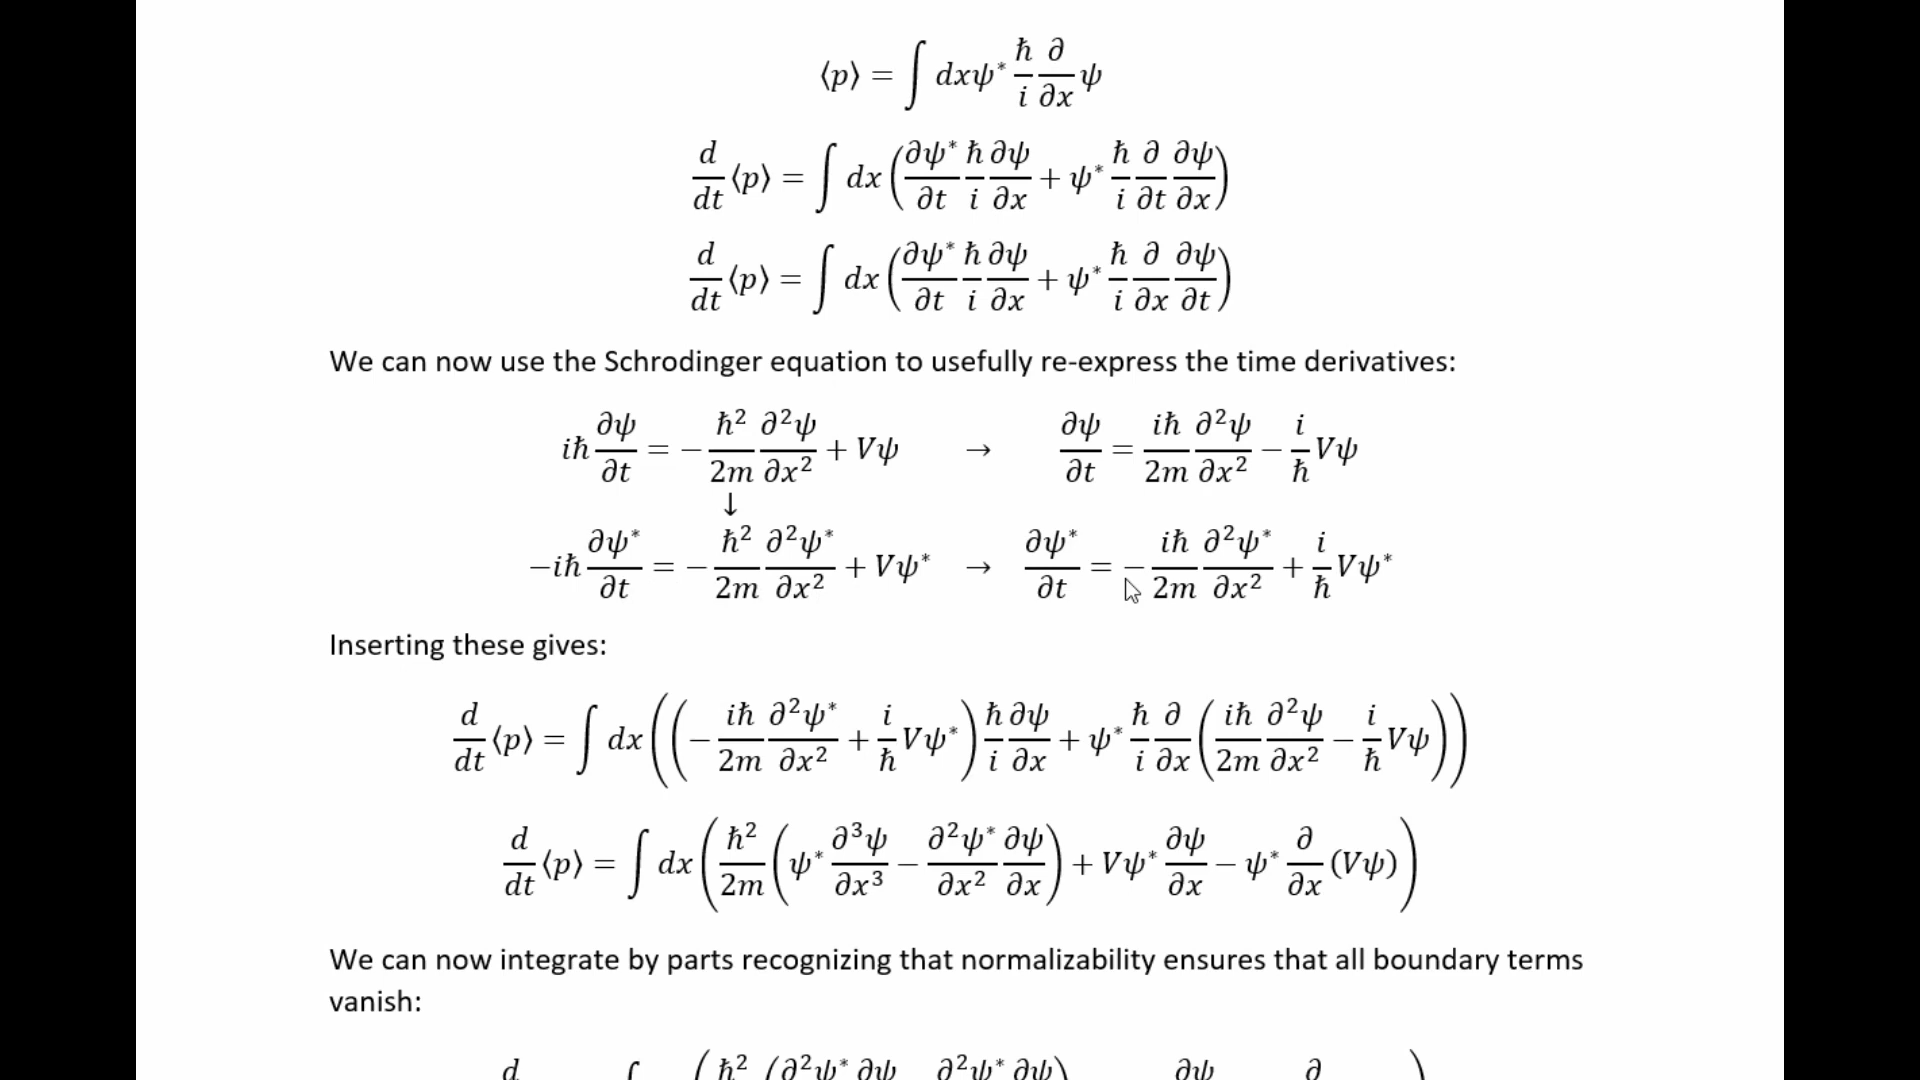 ⟨p⟩ = ∫ dxψ* ħ/i ∂/∂x ψ
d/dt ⟨p⟩ = ∫ dx (∂ψ*/∂t ħ/i ∂ψ/∂x + ψ* ħ/i ∂/∂t ∂ψ/∂x)
d/dt ⟨p⟩ = ∫ dx (∂ψ*/∂t ħ/i ∂ψ/∂x + ψ* ħ/i ∂/∂x ∂ψ/∂t)
We can now use the Schrodinger equation to usefully re-express the time derivatives:
iħ ∂ψ/∂t = − ħ²/2m ∂²ψ/∂x² + Vψ → ∂ψ/∂t = iħ/2m ∂²ψ/∂x² − i/ħ Vψ
↓
−iħ ∂ψ*/∂t = − ħ²/2m ∂²ψ*/∂x² + Vψ* → ∂ψ*/∂t = − iħ/2m ∂²ψ*/∂x² + i/ħ Vψ*
Inserting these gives:
d/dt ⟨p⟩ = ∫ dx ((− iħ/2m ∂²ψ*/∂x² + i/ħ Vψ*) ħ/i ∂ψ/∂x + ψ* ħ/i ∂/∂x (iħ/2m ∂²ψ/∂x² − i/ħ Vψ))
d/dt ⟨p⟩ = ∫ dx (ħ²/2m (ψ* ∂³ψ/∂x³ − ∂²ψ*/∂x² ∂ψ/∂x) + Vψ* ∂ψ/∂x − ψ* ∂/∂x (Vψ))
We can now integrate by parts recognizing that normalizability ensures that all boundary terms
vanish: